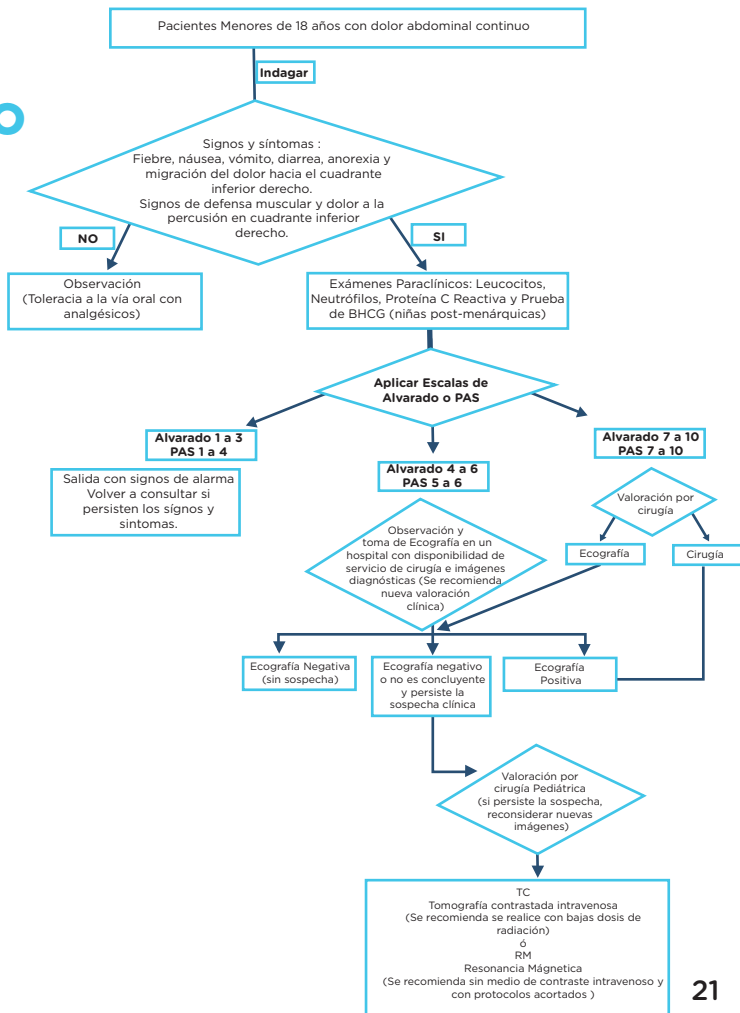 Pacientes Menores de 18 años con dolor abdominal continuo
Indagar
o
Signos y síntomas :
Fiebre, náusea, vómito, diarrea, anorexia y
migración del dolor hacia el cuadrante
inferior derecho.
Signos de defensa muscular y dolor a la
percusión en cuadrante inferior
derecho.
NO
SI
Observación
(Toleracia a la vía oral con
analgésicos)
Exámenes Paraclínicos: Leucocitos,
Neutrófilos, Proteína C Reactiva y Prueba
de BHCG (niñas post-menárquicas)
Aplicar Escalas de
Alvarado o PAS
Alvarado 1 a 3
PAS 1 a 4
Alvarado 4 a 6
PAS 5 a 6
Alvarado 7 a 10
PAS 7 a 10
Salida con signos de alarma
Volver a consultar si
persisten los sígnos y
sintomas.
Observación y
toma de Ecografía en un
hospital con disponibilidad de
servicio de cirugía e imágenes
diagnósticas (Se recomienda
nueva valoración
clínica)
Valoración por
cirugía
Ecografía
Cirugía
Ecografía Negativa
(sin sospecha)
Ecografía negativo
o no es concluyente
y persiste la
sospecha clínica
Ecografía
Positiva
Valoración por
cirugía Pediátrica
(si persiste la sospecha,
reconsiderar nuevas
imágenes)
TC
Tomografía contrastada intravenosa
(Se recomienda se realice con bajas dosis de
radiación)
ó
RM
Resonancia Mágnetica
(Se recomienda sin medio de contraste intravenoso y
con protocolos acortados )
21